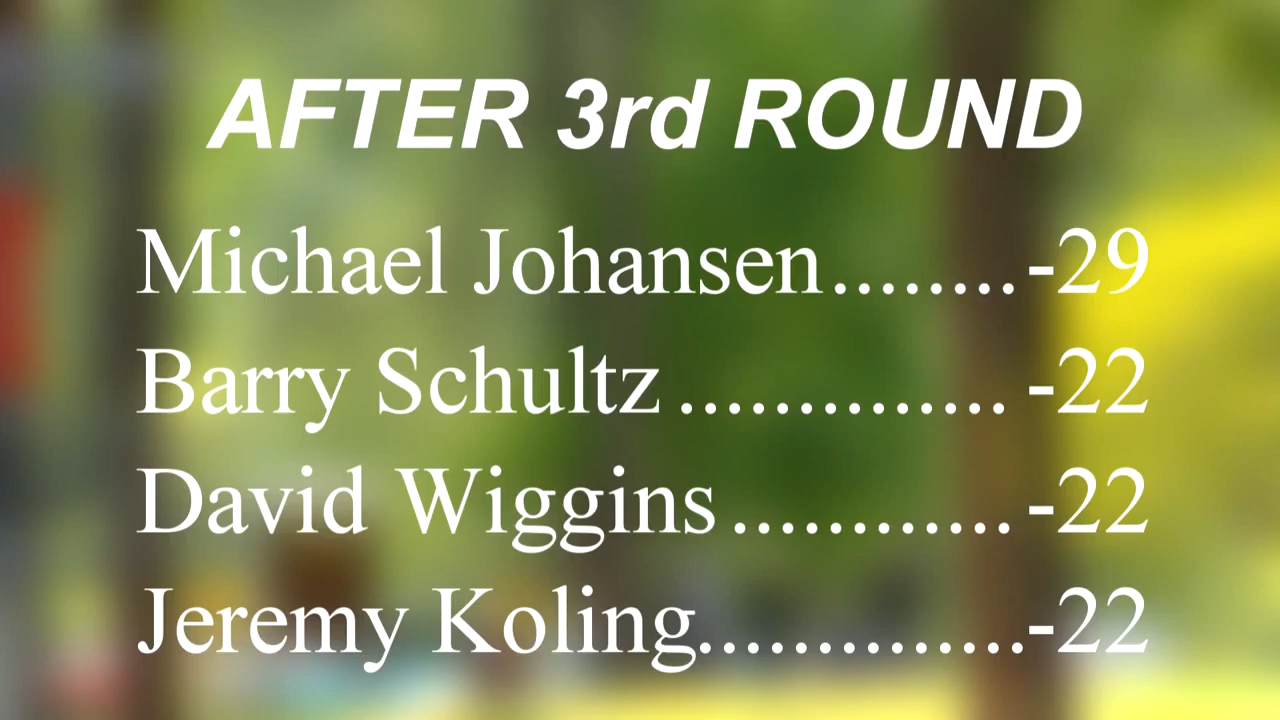 AFTER 3rd ROUND
Michael Johansen........ -29
Barry Schultz .............. -22
David Wiggins ............ -22
Jeremy Koling..............-22